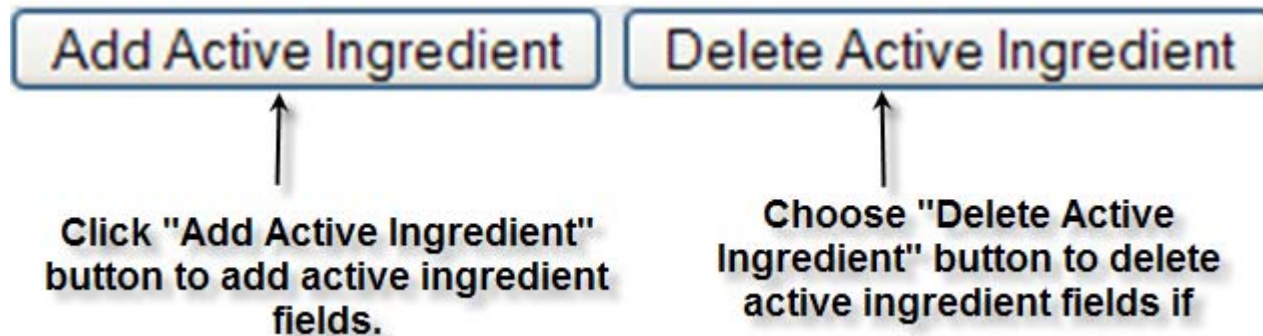 Add Active Ingredient
Delete Active Ingredient
Click "Add Active Ingredient"
button to add active ingredient
fields.
Choose "Delete Active
Ingredient" button to delete
active ingredient fields if